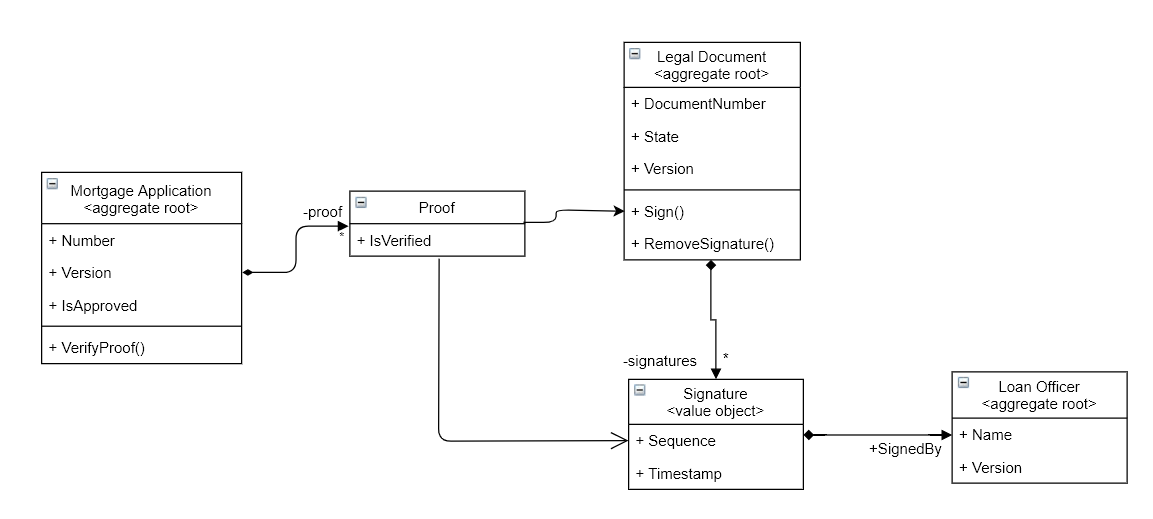 Mortgage Application
<aggregate root>
+ Number
+ Version
+ IsApproved
+ VerifyProof()
-proof
*
Proof
+ IsVerified
Legal Document
<aggregate root>
+ DocumentNumber
+ State
+ Version
+ Sign()
+ RemoveSignature()
-signatures
*
Signature
<value object>
+ Sequence
+ Timestamp
+SignedBy
Loan Officer
<aggregate root>
+ Name
+ Version